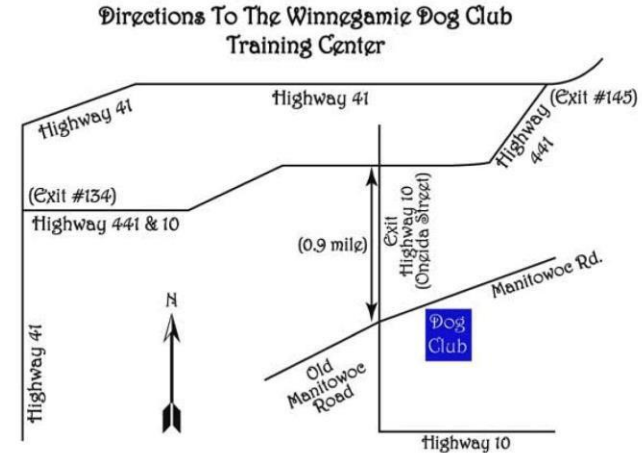 Directions To The Winnegamie Dog Club
Training Center
Highway 41
Highway 41
(Exit #145)
Highway
441
(Exit #134)
Highway 441 & 10
(0.9 mile)
Exit
Highway 10
(Oneida Street)
Manitowoc Rd.
N
Dog
Club
Old
Manitowoc
Road
Highway 41
Highway 10